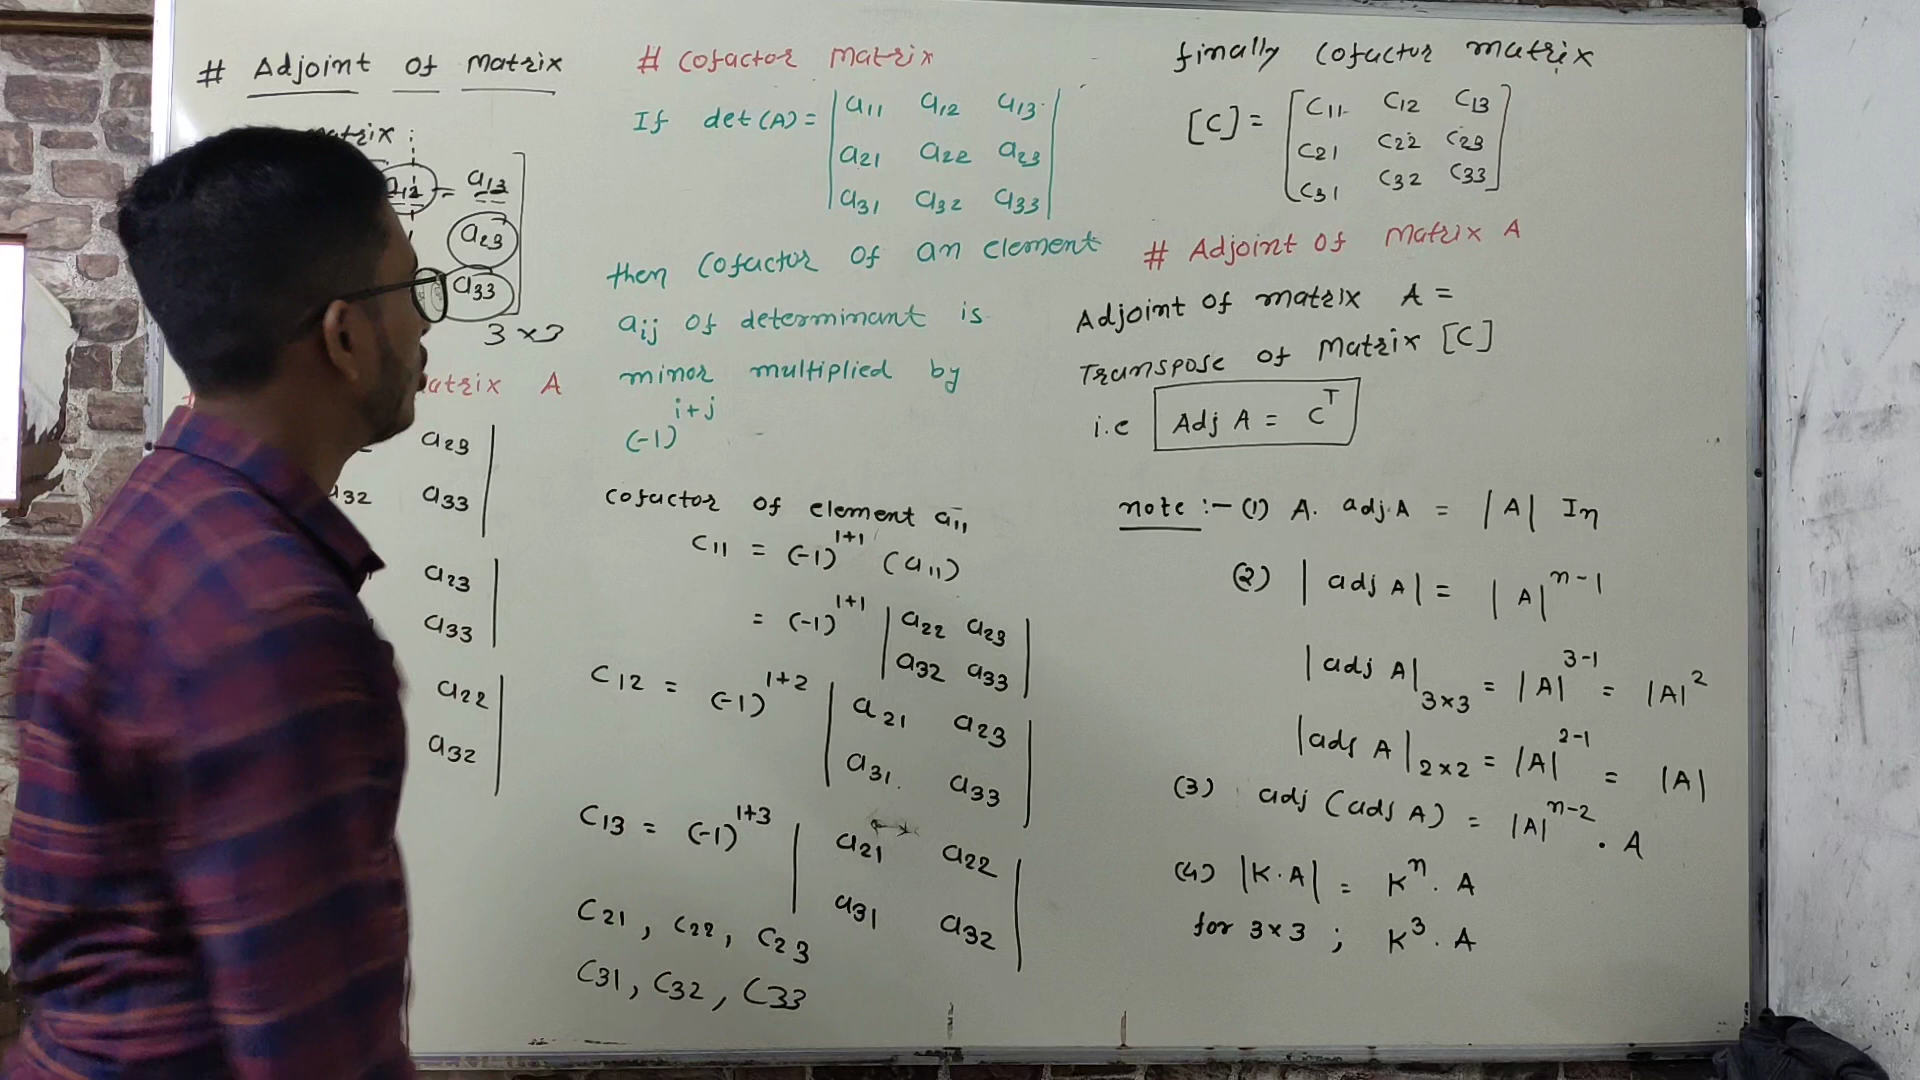 # Adjoint of Matrix
atrix :
a12 = a13
a23
a33
3×3
atrix A
a23
a32 a33
a23
a33
a22
a32
# Cofactor Matrix
If det (A) = | a11 a12 a13 |
| a21 a22 a23 |
| a31 a32 a33 |
then Cofactor of an element
aij of determinant is
minor multiplied by
(-1)^i+j
cofactor of element a11
C11 = (-1)^1+1 (a11)
= (-1)^1+1 | a22 a23 |
| a32 a33 |
C12 = (-1)^1+2 | a21 a23 |
| a31 a33 |
C13 = (-1)^1+3 | a21 a22 |
| a31 a32 |
C21, C22, C23
C31, C32, C33
finally Cofactor matrix
[C] = [ C11 C12 C13 ]
[ C21 C22 C23 ]
[ C31 C32 C33 ]
# Adjoint of Matrix A
Adjoint of matrix A =
Transpose of Matrix [C]
i.e Adj A = C^T
note :- (1) A. adj.A = |A| In
(2) | adj A| = |A|^n-1
| adj A|3×3 = |A|^3-1 = |A|^2
|adj A|2×2 = |A|^2-1 = |A|
(3) adj (adj A) = |A|^n-2 . A
(4) |K.A| = K^n. A
for 3×3 ; K^3. A